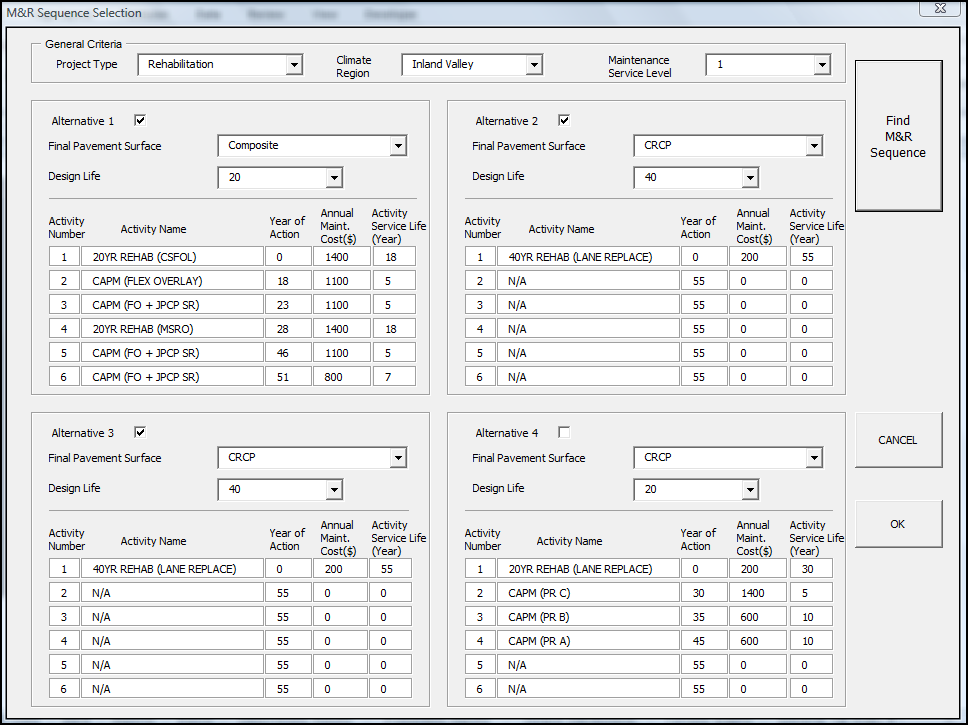 M&R Sequence Selection
General Criteria
Project Type Rehabilitation Climate Region Inland Valley Maintenance Service Level 1
Find
M&R
Sequence
Alternative 1
Final Pavement Surface Composite
Design Life 20
Activity Number Activity Name Year of Action Annual Maint. Cost($) Activity Service Life (Year)
1 20YR REHAB (CSFOL) 0 1400 18
2 CAPM (FLEX OVERLAY) 18 1100 5
3 CAPM (FO + JPCP SR) 23 1100 5
4 20YR REHAB (MSRO) 28 1400 18
5 CAPM (FO + JPCP SR) 46 1100 5
6 CAPM (FO + JPCP SR) 51 800 7
Alternative 2
Final Pavement Surface CRCP
Design Life 40
Activity Number Activity Name Year of Action Annual Maint. Cost($) Activity Service Life (Year)
1 40YR REHAB (LANE REPLACE) 0 200 55
2 N/A 55 0 0
3 N/A 55 0 0
4 N/A 55 0 0
5 N/A 55 0 0
6 N/A 55 0 0
Alternative 3
Final Pavement Surface CRCP
Design Life 40
Activity Number Activity Name Year of Action Annual Maint. Cost($) Activity Service Life (Year)
1 40YR REHAB (LANE REPLACE) 0 200 55
2 N/A 55 0 0
3 N/A 55 0 0
4 N/A 55 0 0
5 N/A 55 0 0
6 N/A 55 0 0
Alternative 4
Final Pavement Surface CRCP
Design Life 20
Activity Number Activity Name Year of Action Annual Maint. Cost($) Activity Service Life (Year)
1 20YR REHAB (LANE REPLACE) 0 200 30
2 CAPM (PR C) 30 1400 5
3 CAPM (PR B) 35 600 10
4 CAPM (PR A) 45 600 10
5 N/A 55 0 0
6 N/A 55 0 0
CANCEL
OK